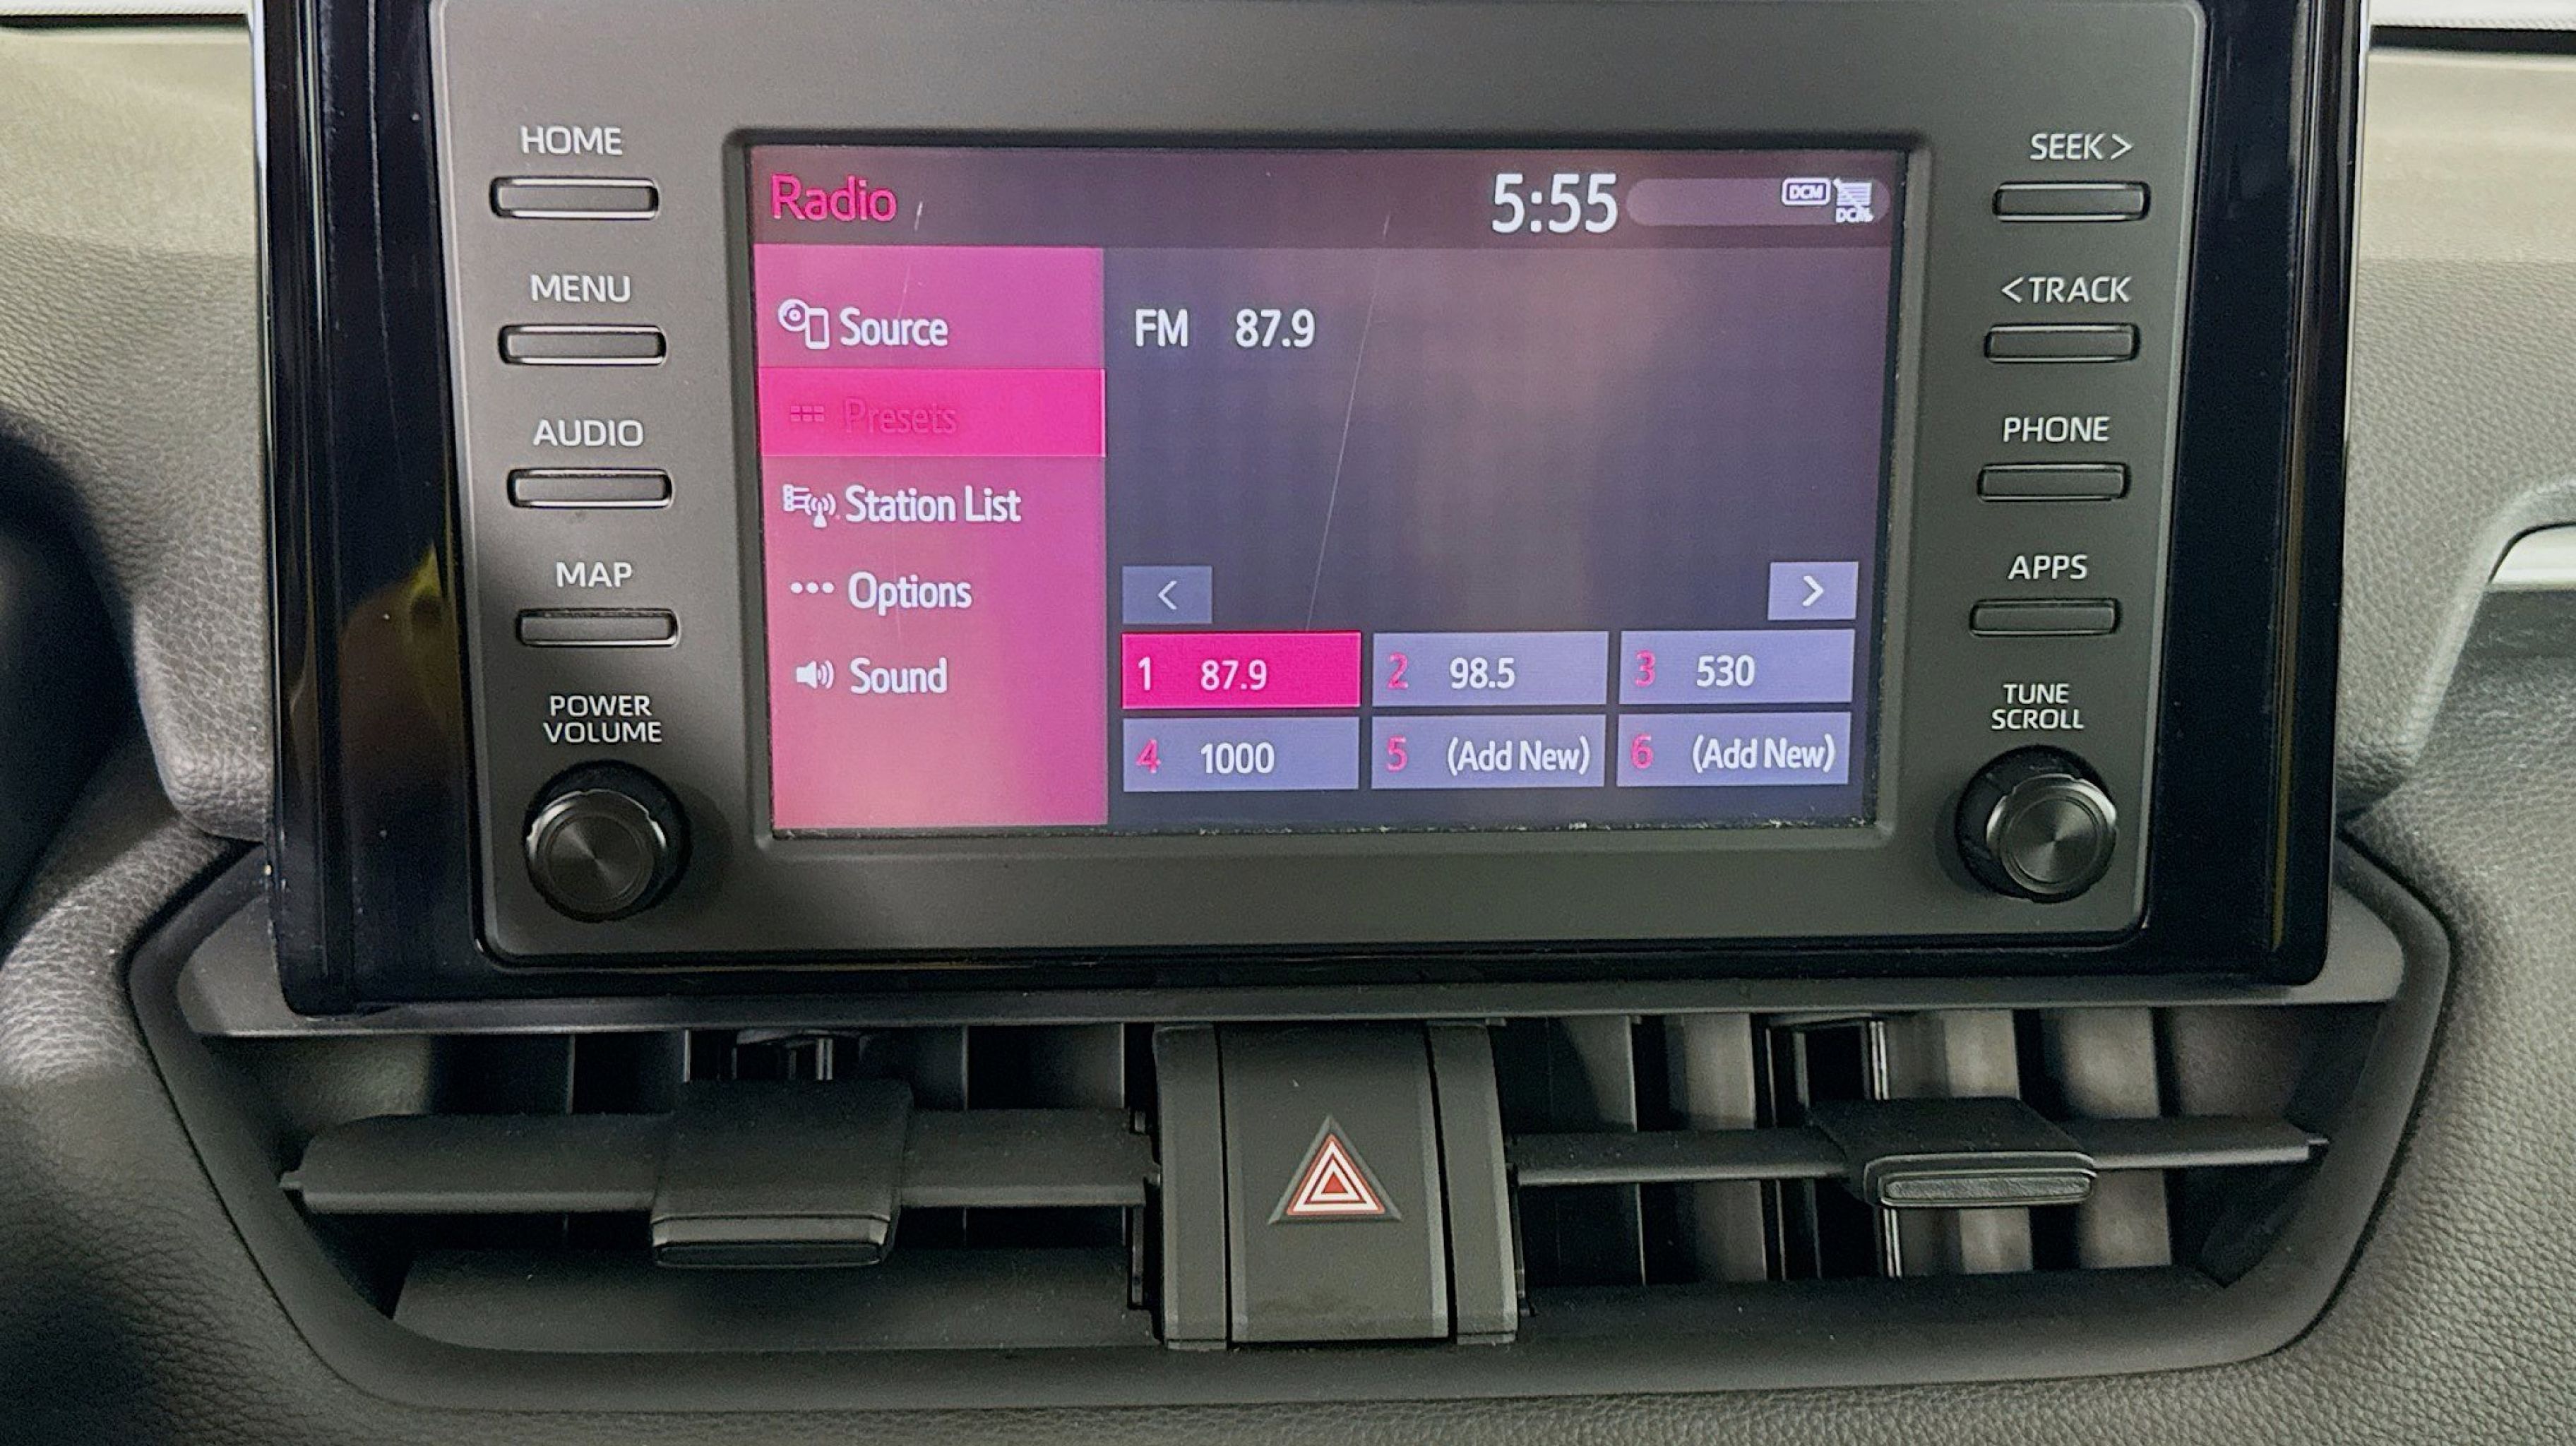 HOME
MENU
AUDIO
MAP
POWER
VOLUME
Radio
5:55
DCM
DCM
Source
Presets
Station List
Options
Sound
FM 87.9
< >
1 87.9 2 98.5 3 530
4 1000 5 (Add New) 6 (Add New)
SEEK >
< TRACK
PHONE
APPS
TUNE
SCROLL